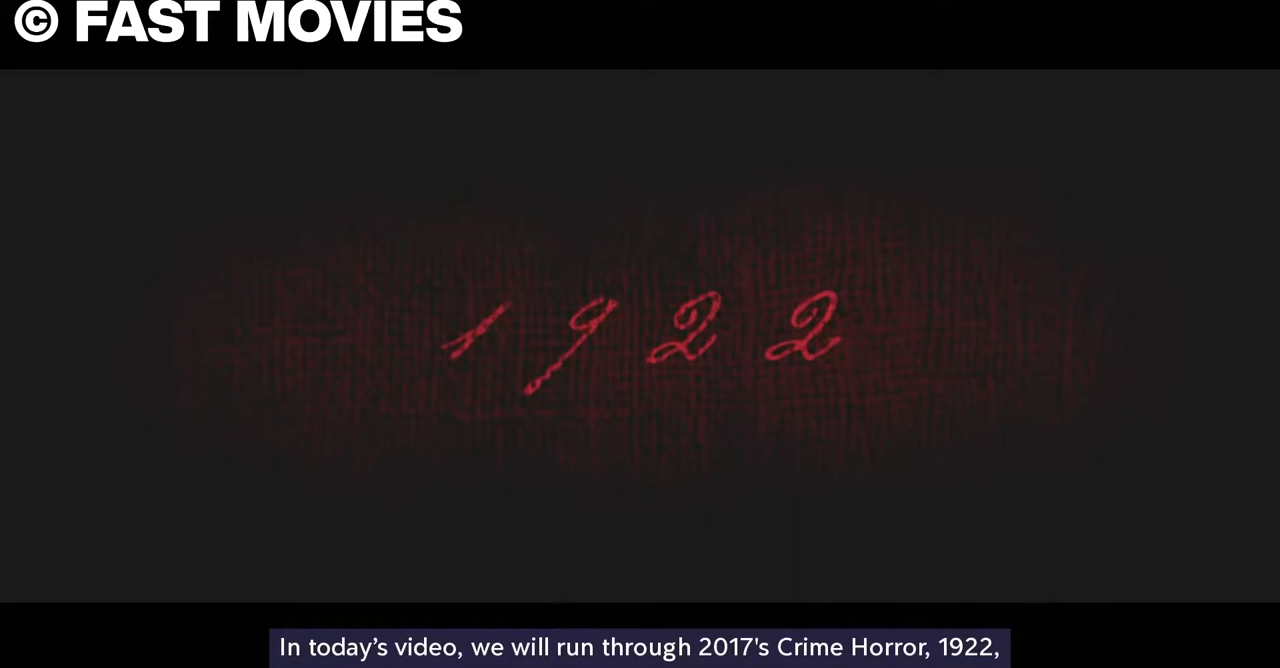 © FAST MOVIES
1922
In today’s video, we will run through 2017's Crime Horror, 1922,